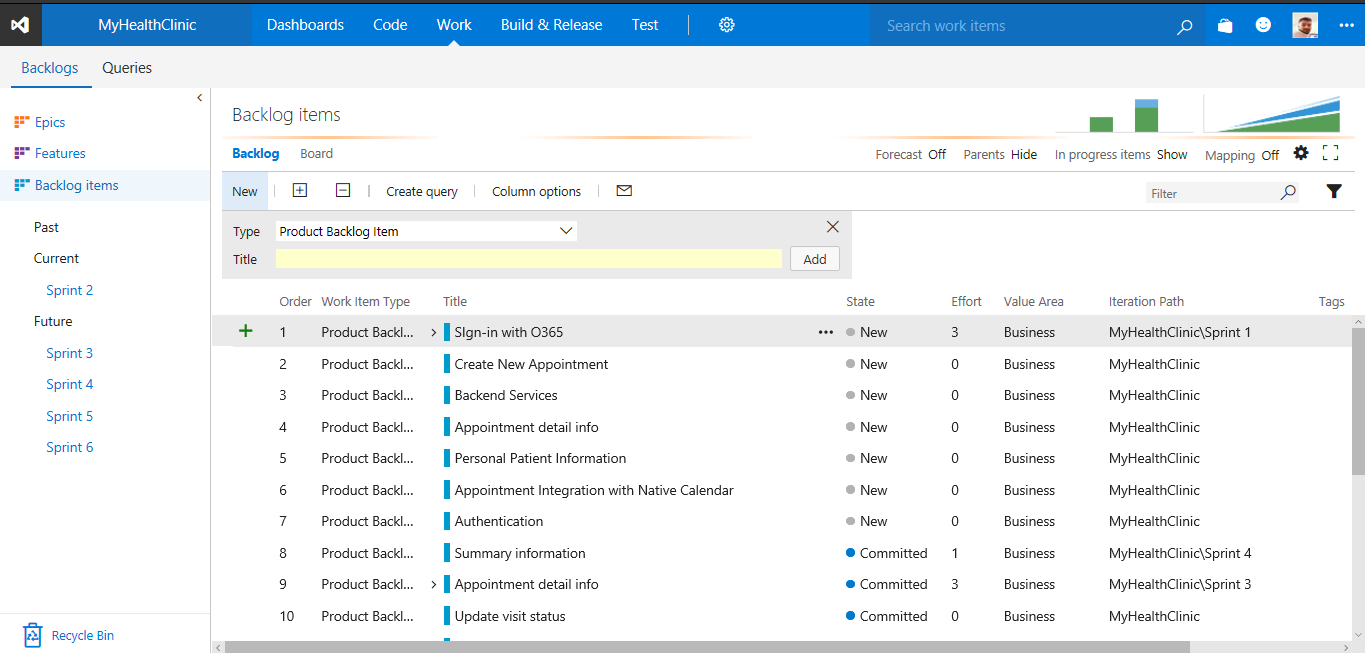 MyHealthClinic Dashboards Code Work Build & Release Test Search work items
Backlogs Queries
Epics
Features
Backlog items
Past
Current
Sprint 2
Future
Sprint 3
Sprint 4
Sprint 5
Sprint 6
Recycle Bin
Backlog items
Backlog Board Forecast Off Parents Hide In progress items Show Mapping Off
New Create query Column options Filter
Type Product Backlog Item
Title Add
Order Work Item Type Title State Effort Value Area Iteration Path Tags
1 Product Backl... SIgn-in with O365 ... New 3 Business MyHealthClinic\Sprint 1
2 Product Backl... Create New Appointment New 0 Business MyHealthClinic
3 Product Backl... Backend Services New 0 Business MyHealthClinic
4 Product Backl... Appointment detail info New 0 Business MyHealthClinic
5 Product Backl... Personal Patient Information New 0 Business MyHealthClinic
6 Product Backl... Appointment Integration with Native Calendar New 0 Business MyHealthClinic
7 Product Backl... Authentication New 0 Business MyHealthClinic
8 Product Backl... Summary information Committed 1 Business MyHealthClinic\Sprint 4
9 Product Backl... Appointment detail info Committed 3 Business MyHealthClinic\Sprint 3
10 Product Backl... Update visit status Committed 0 Business MyHealthClinic